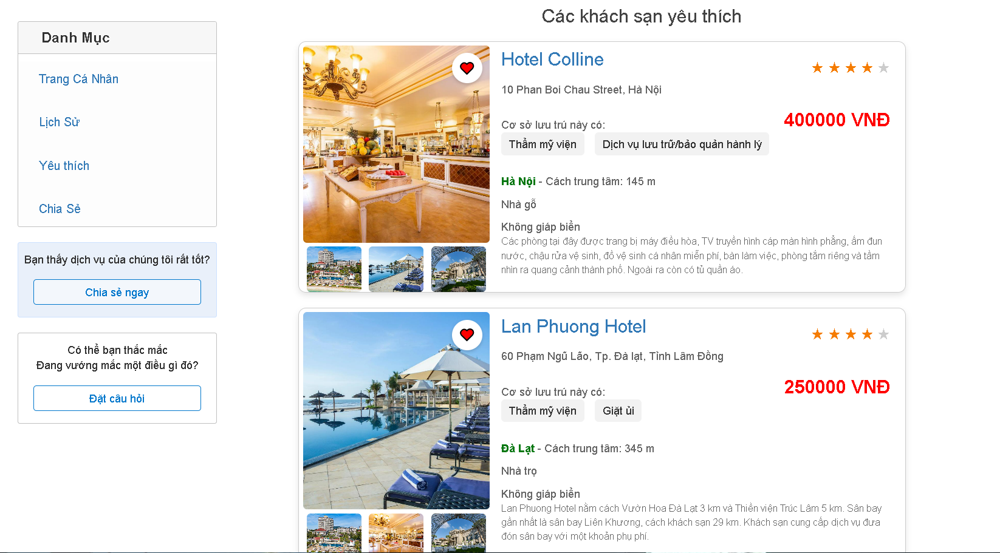 Các khách sạn yêu thích
Danh Mục
Trang Cá Nhân
Lịch Sử
Yêu thích
Chia Sẻ
Bạn thấy dịch vụ của chúng tôi rất tốt?
Chia sẻ ngay
Có thể bạn thắc mắc
Đang vướng mắc một điều gì đó?
Đặt câu hỏi
Hotel Colline
10 Phan Boi Chau Street, Hà Nội
400000 VNĐ
Cơ sở lưu trú này có:
Thẩm mỹ viện Dịch vụ lưu trữ/bảo quản hành lý
Hà Nội - Cách trung tâm: 145 m
Nhà gỗ
Không giáp biển
Các phòng tại đây được trang bị máy điều hòa, TV truyền hình cáp màn hình phẳng, ấm đun
nước, chậu rửa vệ sinh, đồ vệ sinh cá nhân miễn phí, bàn làm việc, phòng tắm riêng và tầm
nhìn ra quang cảnh thành phố. Ngoài ra còn có tủ quần áo.
Lan Phuong Hotel
60 Phạm Ngũ Lão, Tp. Đà lạt, Tỉnh Lâm Đồng
250000 VNĐ
Cơ sở lưu trú này có:
Thẩm mỹ viện Giặt ủi
Đà Lạt - Cách trung tâm: 345 m
Nhà trọ
Không giáp biển
Lan Phuong Hotel nằm cách Vườn Hoa Đà Lạt 3 km và Thiền viện Trúc Lâm 5 km. Sân bay
gần nhất là sân bay Liên Khương, cách khách sạn 29 km. Khách sạn cung cấp dịch vụ đưa
đón sân bay với một khoản phụ phí.